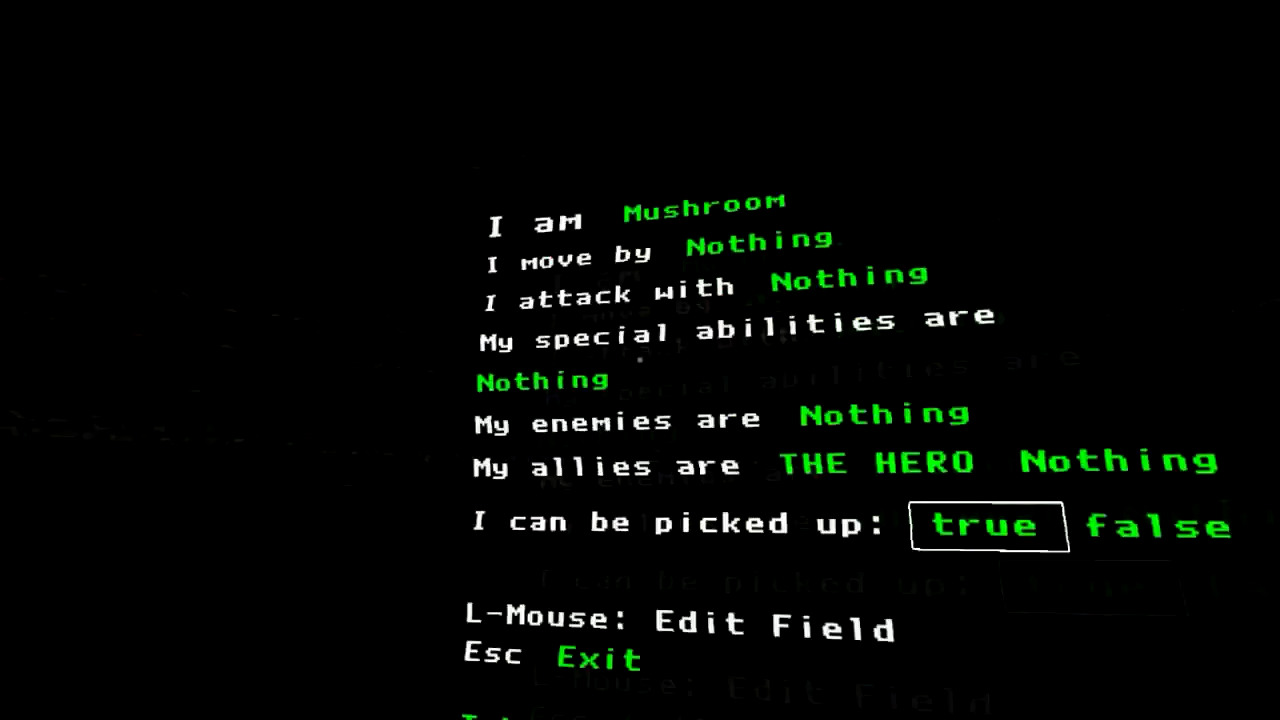 I am Mushroom
I move by Nothing
I attack with Nothing
My special abilities are
Nothing
My enemies are Nothing
My allies are THE HERO Nothing
I can be picked up: true false
L-Mouse: Edit Field
Esc Exit